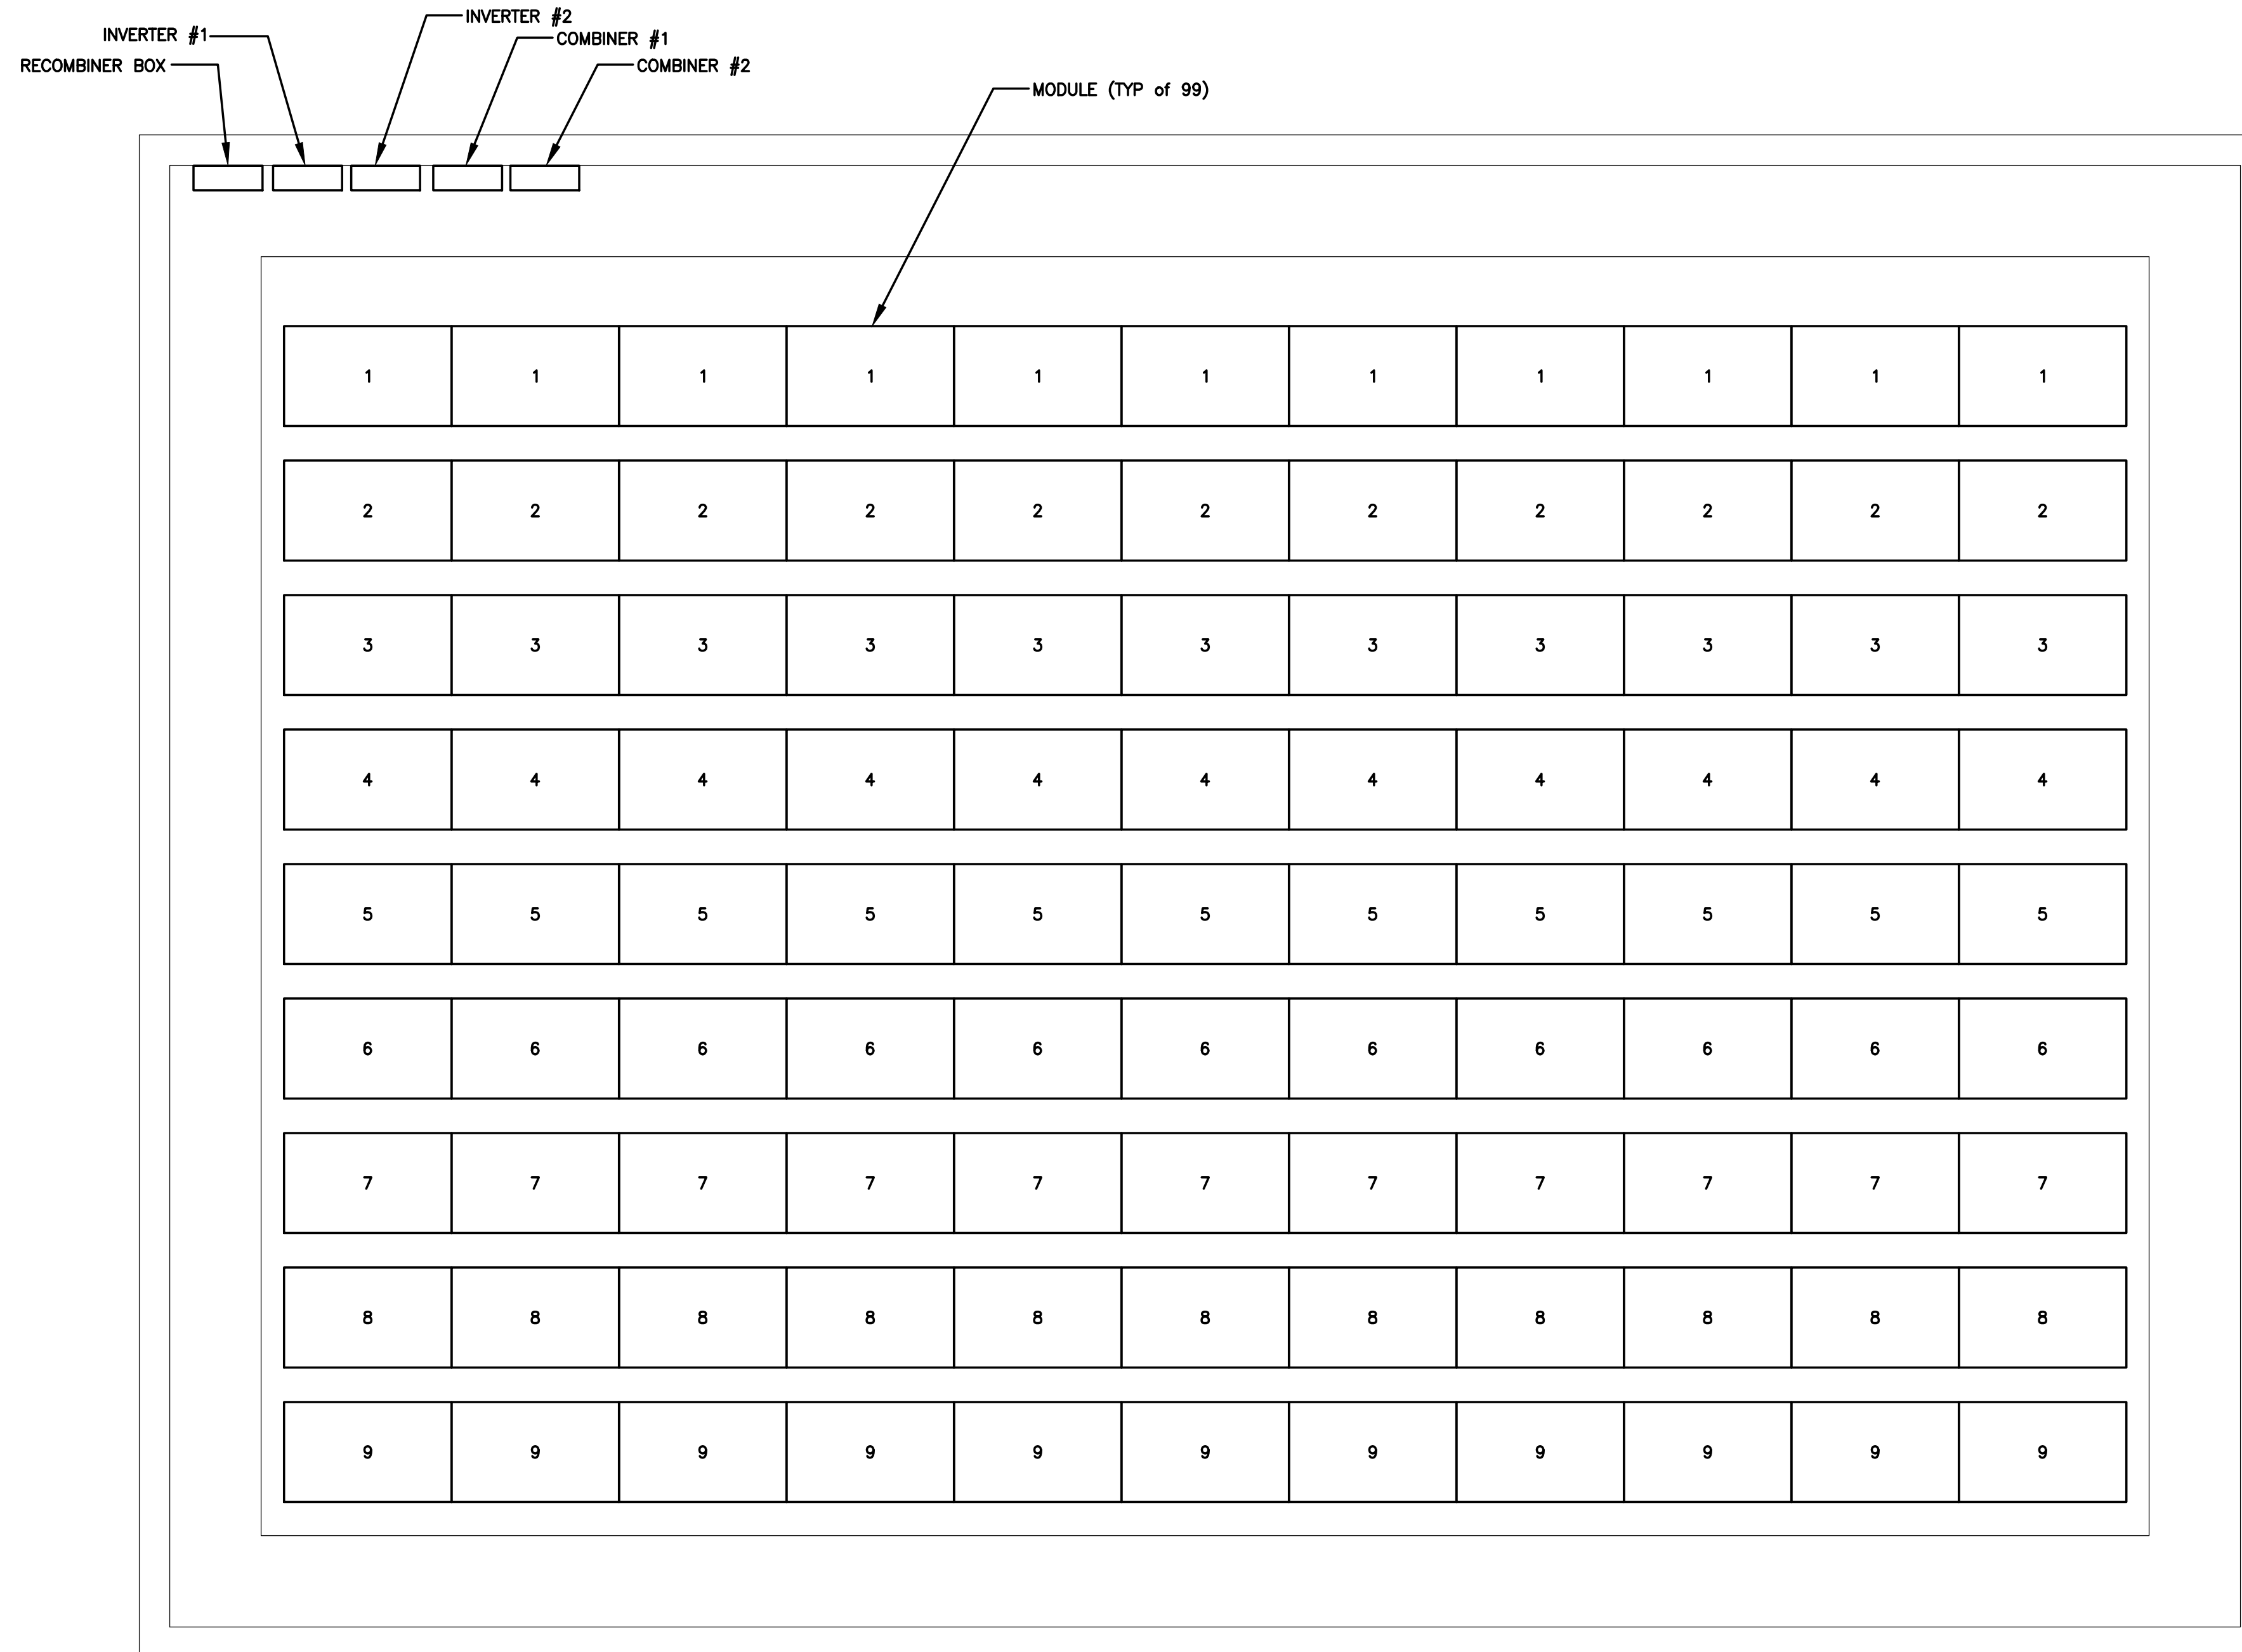 INVERTER #2
INVERTER #1
COMBINER #1
RECOMBINER BOX
COMBINER #2
MODULE (TYP of 99)
1 1 1 1 1 1 1 1 1 1 1
2 2 2 2 2 2 2 2 2 2 2
3 3 3 3 3 3 3 3 3 3 3
4 4 4 4 4 4 4 4 4 4 4
5 5 5 5 5 5 5 5 5 5 5
6 6 6 6 6 6 6 6 6 6 6
7 7 7 7 7 7 7 7 7 7 7
8 8 8 8 8 8 8 8 8 8 8
9 9 9 9 9 9 9 9 9 9 9